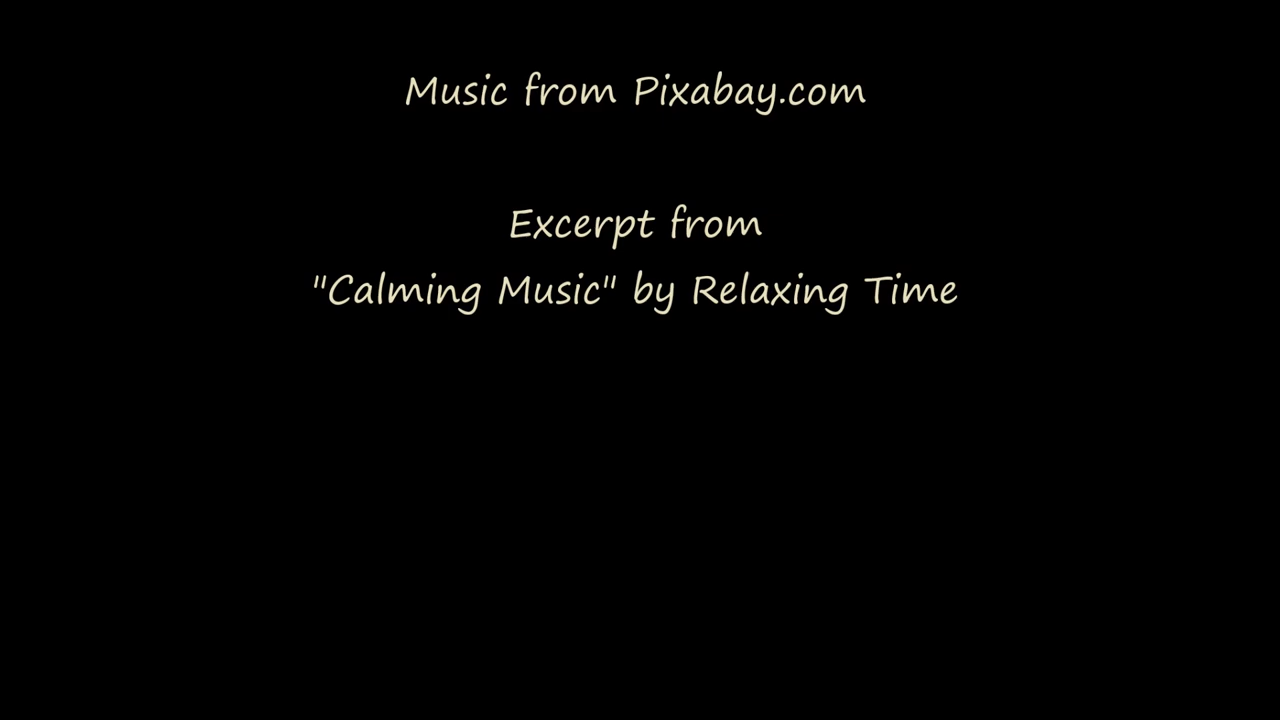 Music from Pixabay.com
Excerpt from
"Calming Music" by Relaxing Time